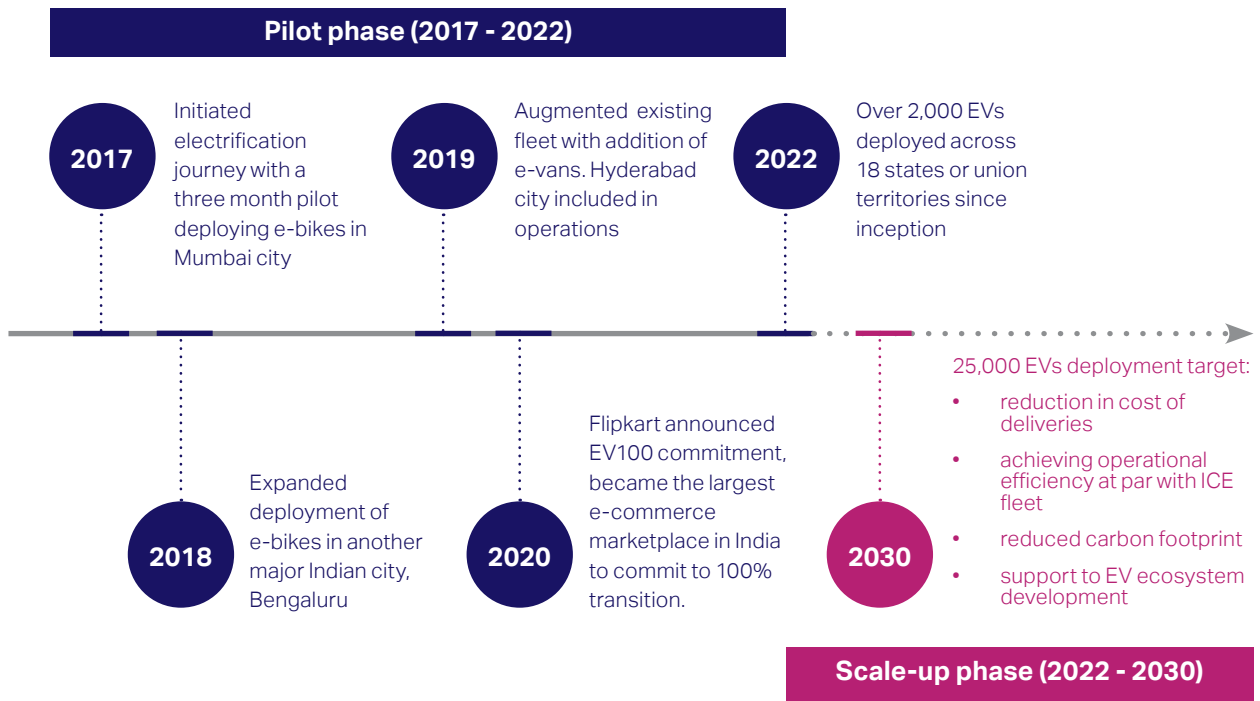 Pilot phase (2017 - 2022)
2017
Initiated
electrification
journey with a
three month pilot
deploying e-bikes in
Mumbai city
2019
Augmented existing
fleet with addition of
e-vans. Hyderabad
city included in
operations
2022
Over 2,000 EVs
deployed across
18 states or union
territories since
inception
2018
Expanded
deployment of
e-bikes in another
major Indian city,
Bengaluru
2020
Flipkart announced
EV100 commitment,
became the largest
e-commerce
marketplace in India
to commit to 100%
transition.
2030
25,000 EVs deployment target:
• reduction in cost of
deliveries
• achieving operational
efficiency at par with ICE
fleet
• reduced carbon footprint
• support to EV ecosystem
development
Scale-up phase (2022 - 2030)